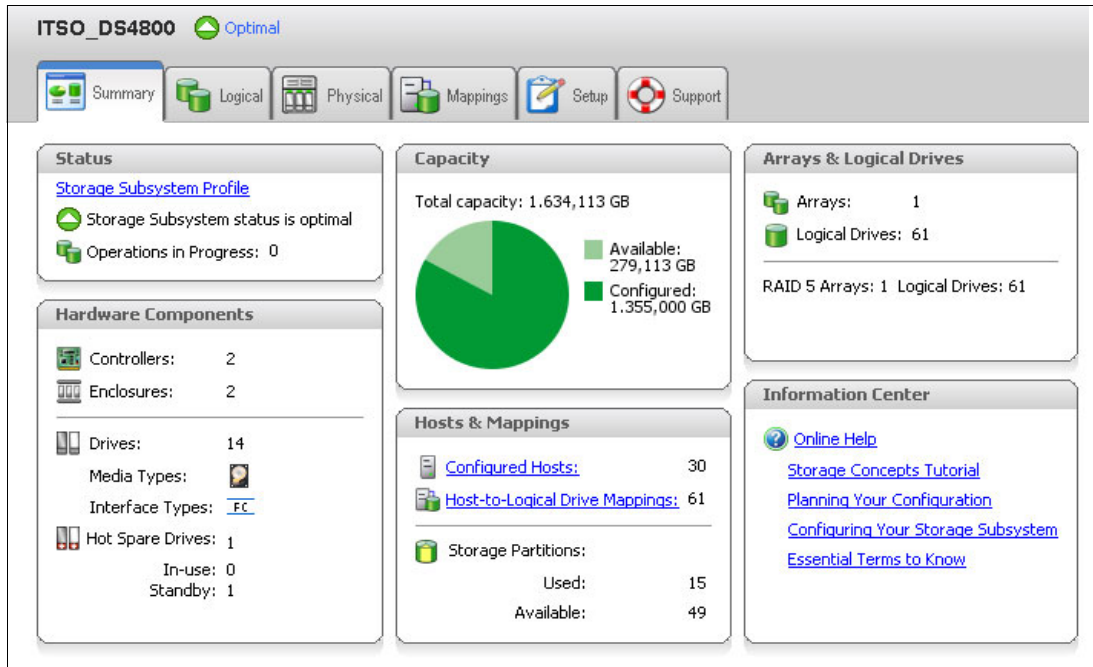 ITSO_DS4800 Optimal
Summary Logical Physical Mappings Setup Support
Status
Storage Subsystem Profile
Storage Subsystem status is optimal
Operations in Progress: 0
Hardware Components
Controllers: 2
Enclosures: 2
Drives: 14
Media Types:
Interface Types: FC
Hot Spare Drives: 1
In-use: 0
Standby: 1
Capacity
Total capacity: 1.634,113 GB
Available:
279,113 GB
Configured:
1.355,000 GB
Hosts & Mappings
Configured Hosts: 30
Host-to-Logical Drive Mappings: 61
Storage Partitions:
Used: 15
Available: 49
Arrays & Logical Drives
Arrays: 1
Logical Drives: 61
RAID 5 Arrays: 1 Logical Drives: 61
Information Center
Online Help
Storage Concepts Tutorial
Planning Your Configuration
Configuring Your Storage Subsystem
Essential Terms to Know